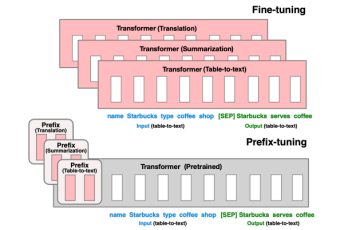 Fine-tuning
Transformer (Translation)
Transformer (Summarization)
Transformer (Table-to-text)
name Starbucks type coffee shop [SEP] Starbucks serves coffee
Input (table-to-text) Output (table-to-text)
Prefix-tuning
Prefix
(Translation)
Prefix
(Summarization)
Prefix
(Table-to-text)
Transformer (Pretrained)
name Starbucks type coffee shop [SEP] Starbucks serves coffee
Input (table-to-text) Output (table-to-text)